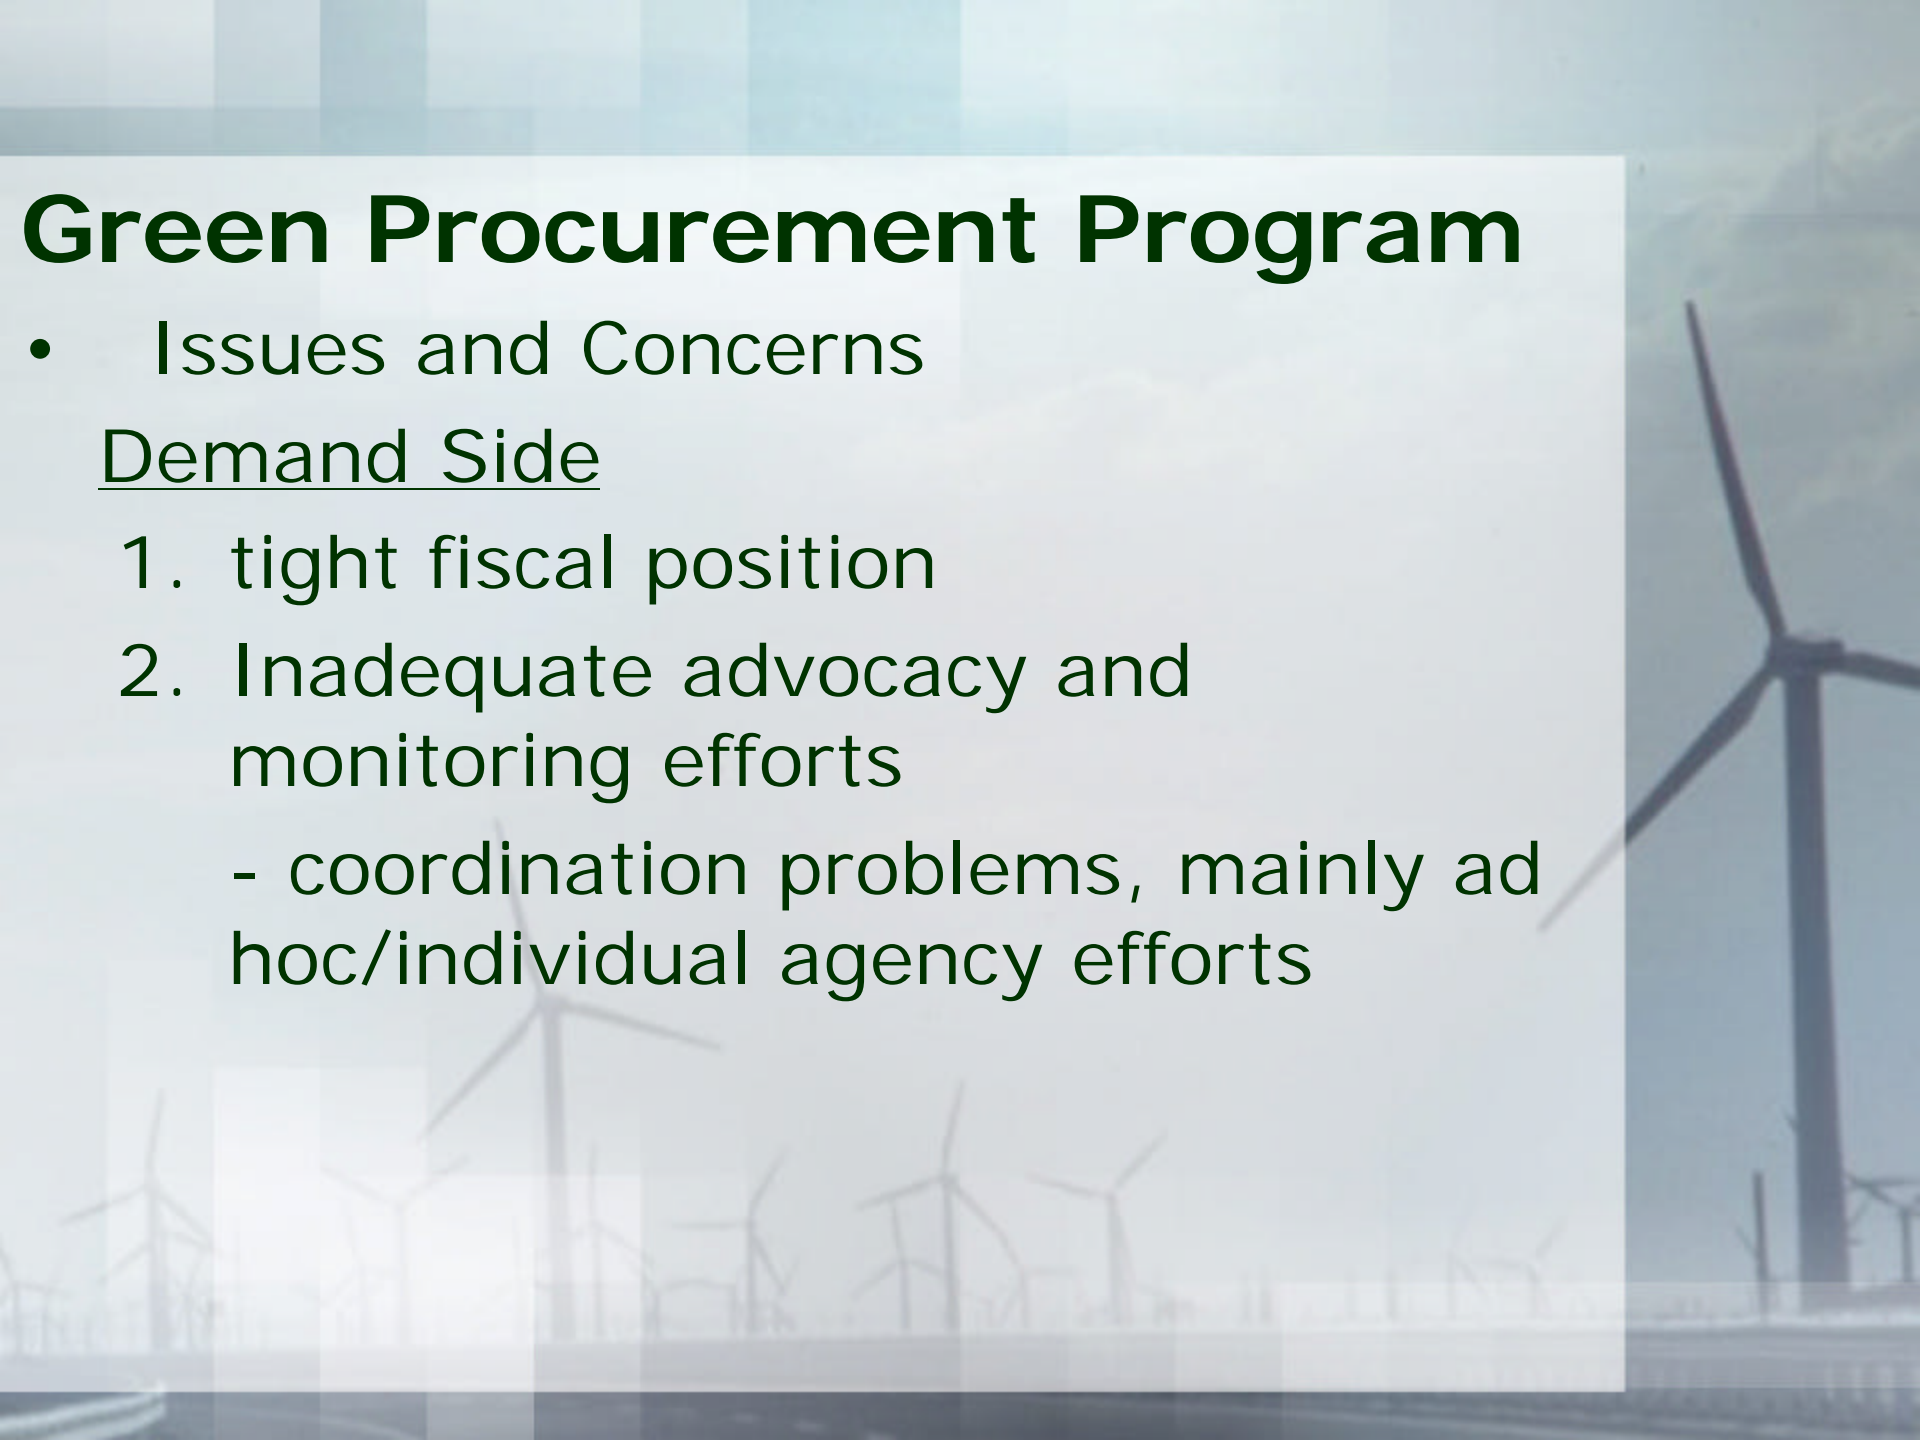 Green Procurement Program
• Issues and Concerns
Demand Side
1. tight fiscal position
2. Inadequate advocacy and
monitoring efforts
- coordination problems, mainly ad
hoc/individual agency efforts